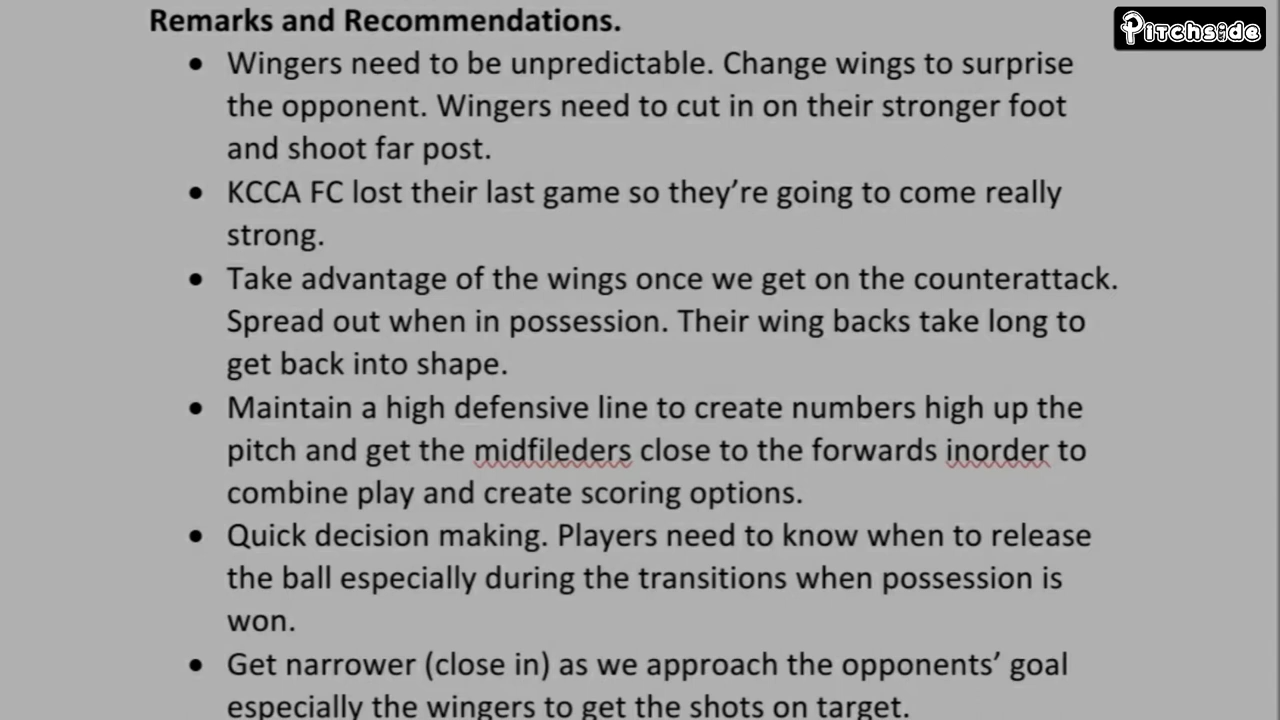 Remarks and Recommendations.
Pitchside
• Wingers need to be unpredictable. Change wings to surprise
the opponent. Wingers need to cut in on their stronger foot
and shoot far post.
• KCCA FC lost their last game so they’re going to come really
strong.
• Take advantage of the wings once we get on the counterattack.
Spread out when in possession. Their wing backs take long to
get back into shape.
• Maintain a high defensive line to create numbers high up the
pitch and get the midfileders close to the forwards inorder to
combine play and create scoring options.
• Quick decision making. Players need to know when to release
the ball especially during the transitions when possession is
won.
• Get narrower (close in) as we approach the opponents’ goal
especially the wingers to get the shots on target.